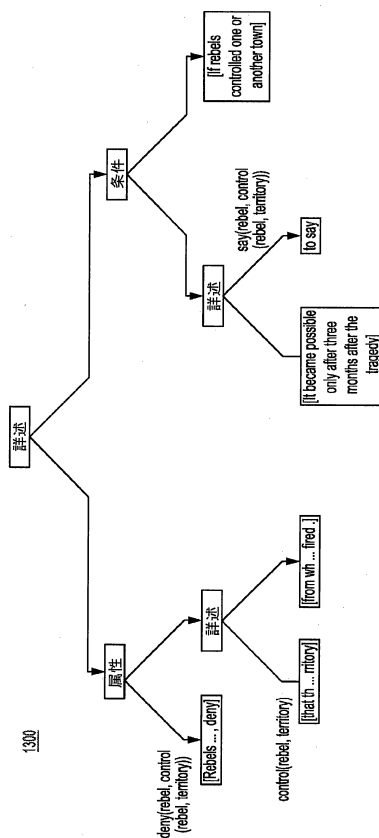 1300
詳述
属性
条件
deny(rebel, control
(rebel, territory))
[Rebels ... , deny]
詳述
control(rebel, territory)
[that th ... rritory]
[from wh ... fired .]
詳述
say(rebel, control
(rebel, territory))
[It became possible
only after three
months after the
tragedy]
to say
[If rebels
controlled one or
another town]